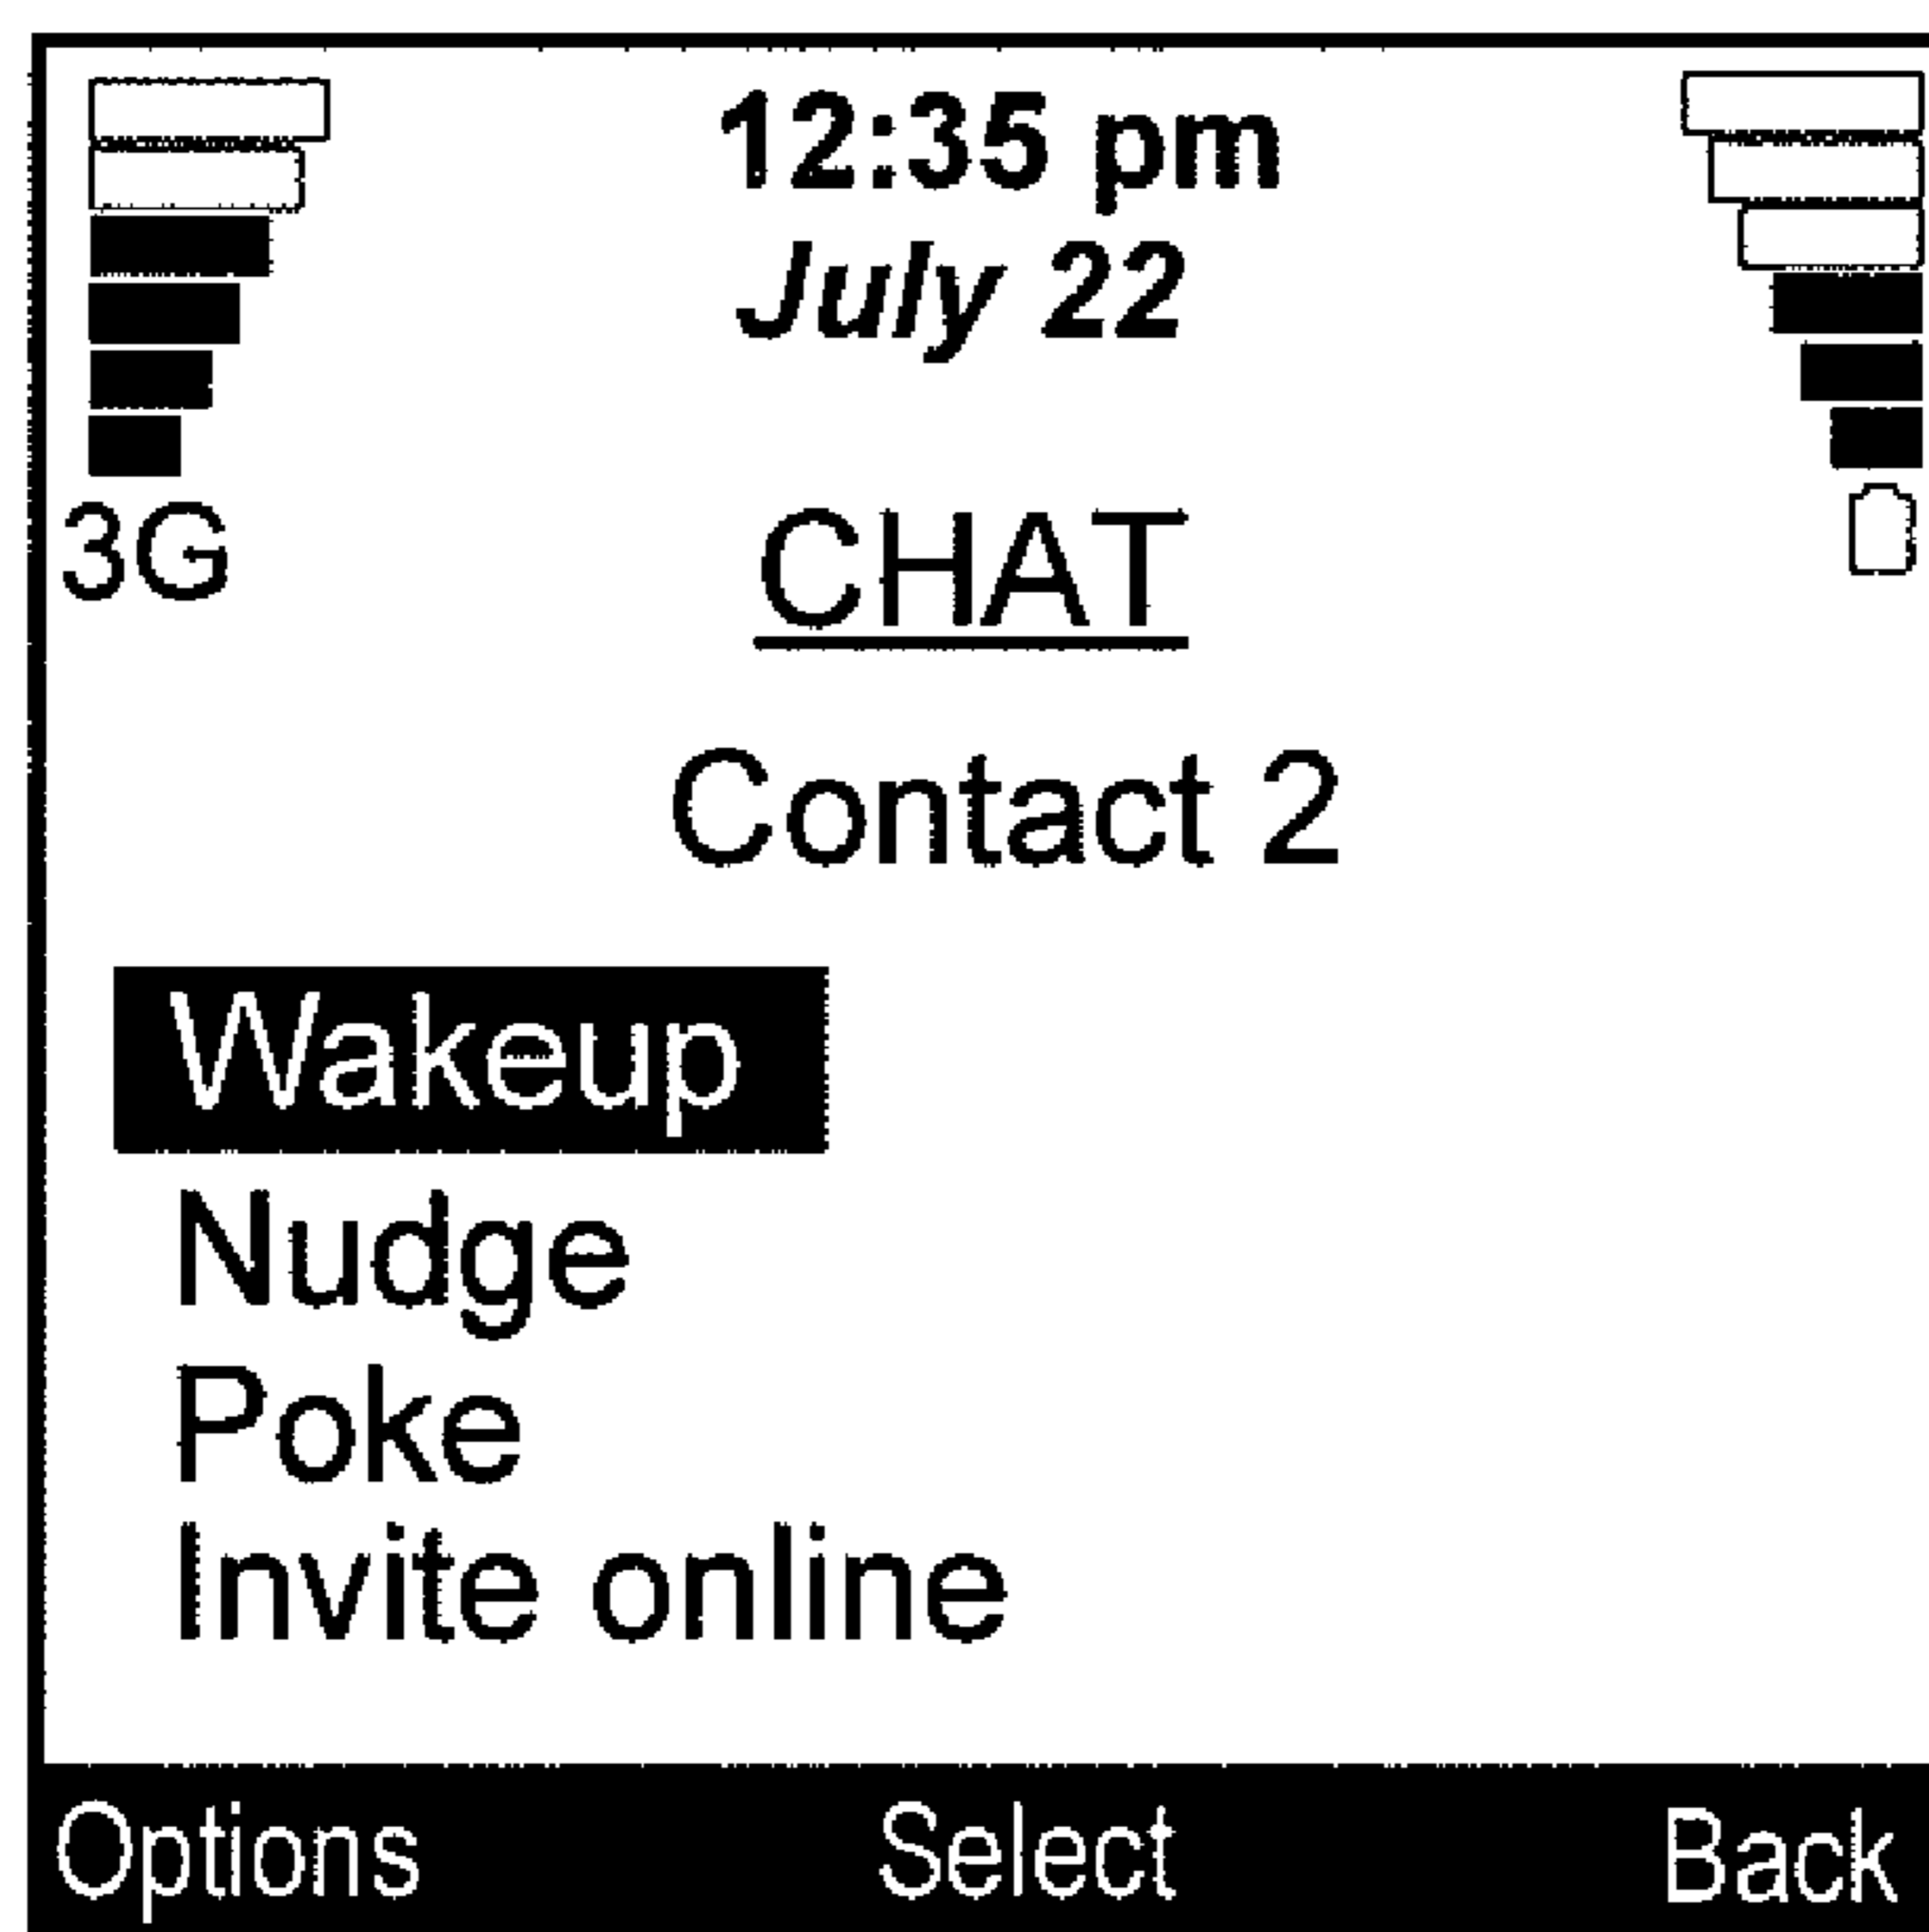 12:35 pm
July 22
3G
CHAT
Contact 2
Wakeup
Nudge
Poke
Invite online
Options Select Back